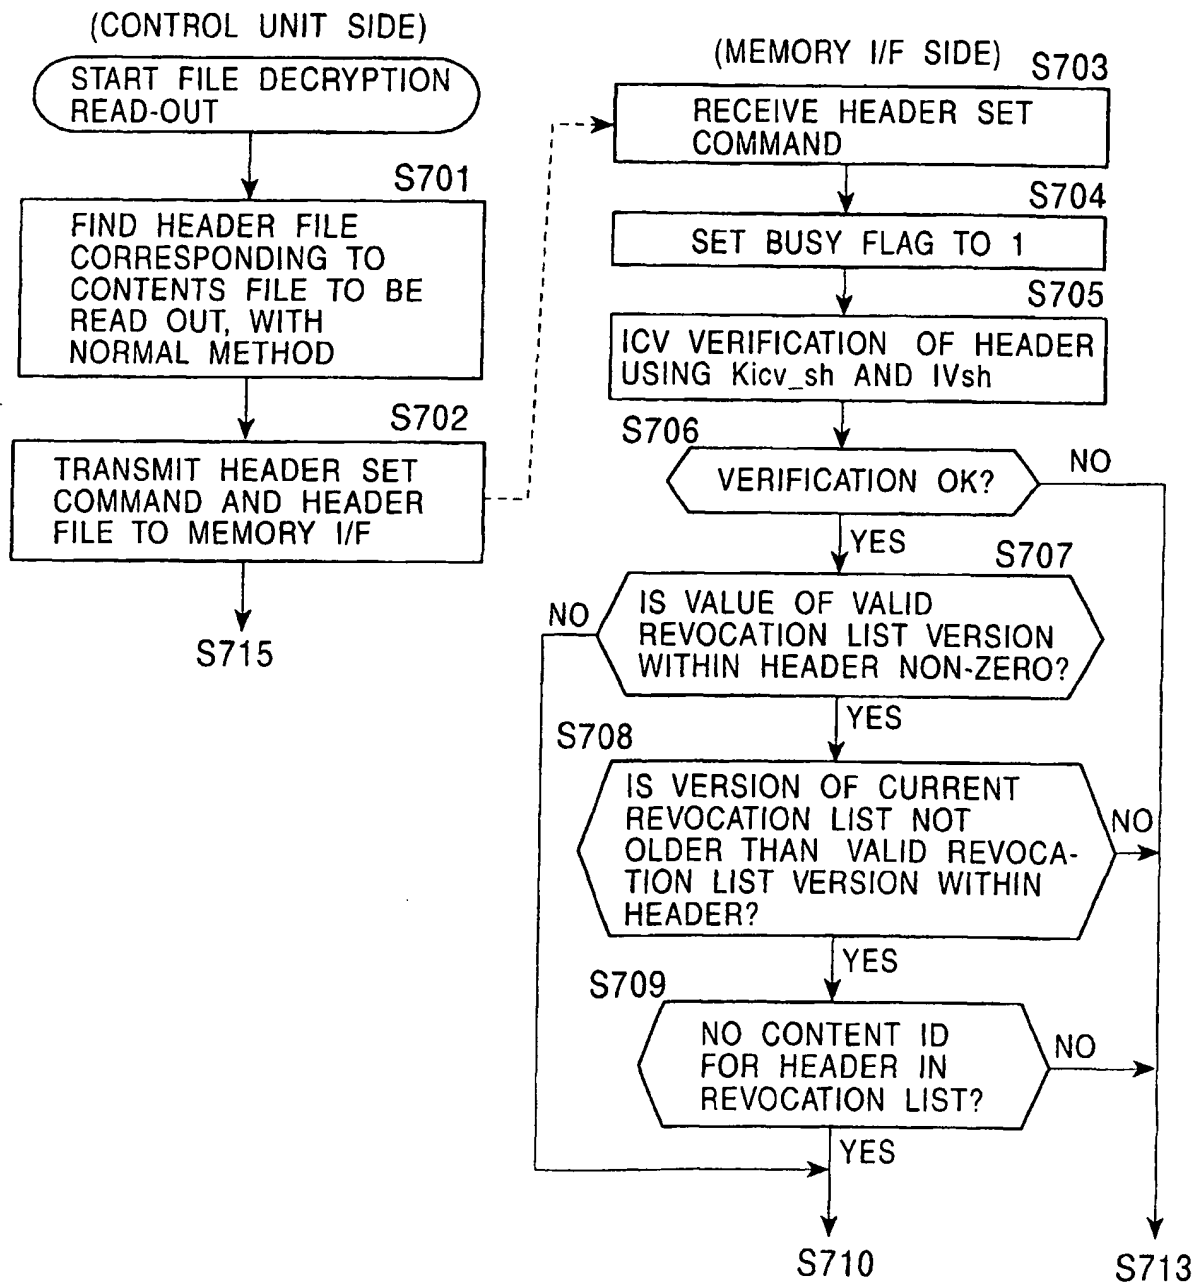 (CONTROL UNIT SIDE)
START FILE DECRYPTION
READ-OUT
S701
FIND HEADER FILE
CORRESPONDING TO
CONTENTS FILE TO BE
READ OUT, WITH
NORMAL METHOD
S702
TRANSMIT HEADER SET
COMMAND AND HEADER
FILE TO MEMORY I/F
S715
(MEMORY I/F SIDE)
S703
RECEIVE HEADER SET
COMMAND
S704
SET BUSY FLAG TO 1
S705
ICV VERIFICATION OF HEADER
USING Kicv_sh AND IVsh
S706
VERIFICATION OK?
NO
YES
S707
IS VALUE OF VALID
REVOCATION LIST VERSION
WITHIN HEADER NON-ZERO?
NO
YES
S708
IS VERSION OF CURRENT
REVOCATION LIST NOT
OLDER THAN VALID REVOCA-
TION LIST VERSION WITHIN
HEADER?
NO
YES
S709
NO CONTENT ID
FOR HEADER IN
REVOCATION LIST?
NO
YES
S710
S713